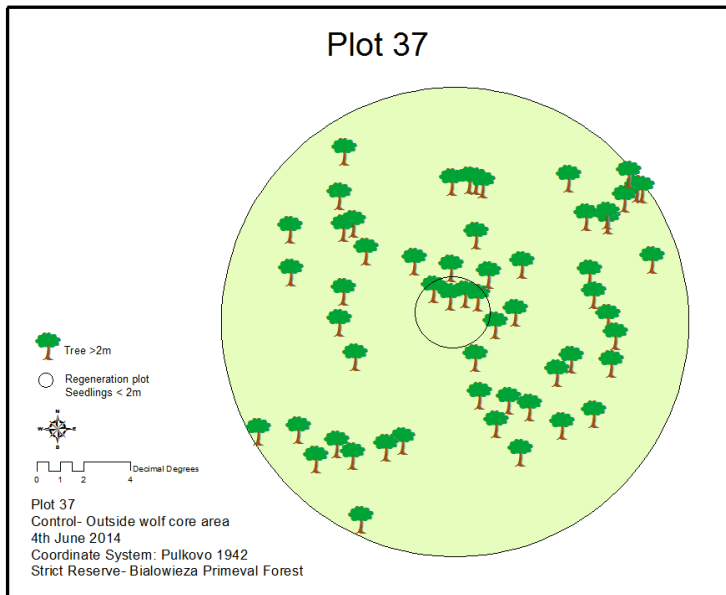 Plot 37
Tree >2m
Regeneration plot
Seedlings < 2m
N
W E
S
0 1 2 4 Decimal Degrees
Plot 37
Control- Outside wolf core area
4th June 2014
Coordinate System: Pulkovo 1942
Strict Reserve- Bialowieza Primeval Forest